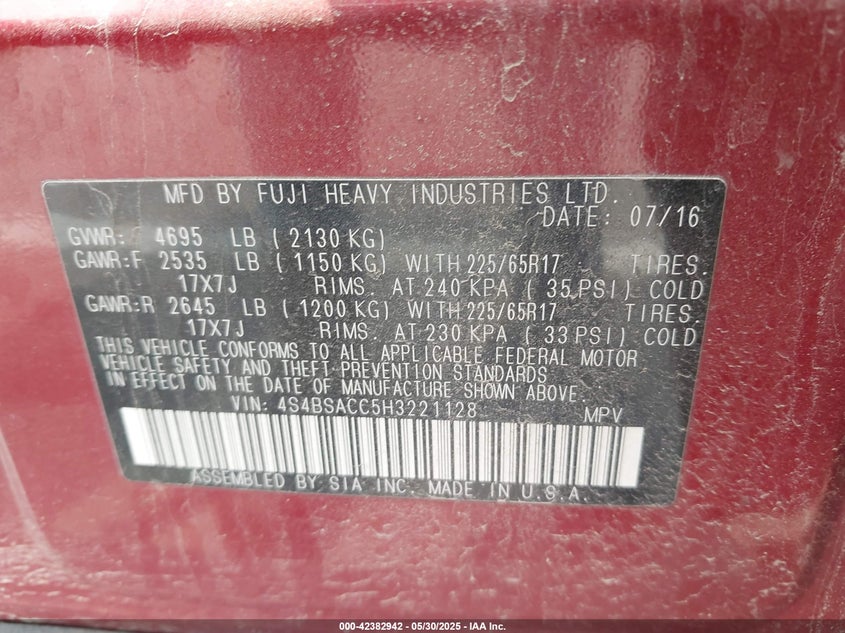 MFD BY FUJI HEAVY INDUSTRIES LTD.
DATE: 07/16
GVWR: 4695 LB ( 2130 KG)
GAWR:F 2535 LB ( 1150 KG) WITH 225/65R17 TIRES.
17X7J RIMS. AT 240 KPA ( 35 PSI) COLD
GAWR:R 2645 LB ( 1200 KG) WITH 225/65R17 TIRES.
17X7J RIMS. AT 230 KPA ( 33 PSI) COLD
THIS VEHICLE CONFORMS TO ALL APPLICABLE FEDERAL MOTOR
VEHICLE SAFETY AND THEFT PREVENTION STANDARDS
IN EFFECT ON THE DATE OF MANUFACTURE SHOWN ABOVE.
VIN: 4S4BSACC5H3221128 MPV
ASSEMBLED BY SIA INC. MADE IN U.S.A.
000-42382942 - 05/30/2025 - IAA Inc.